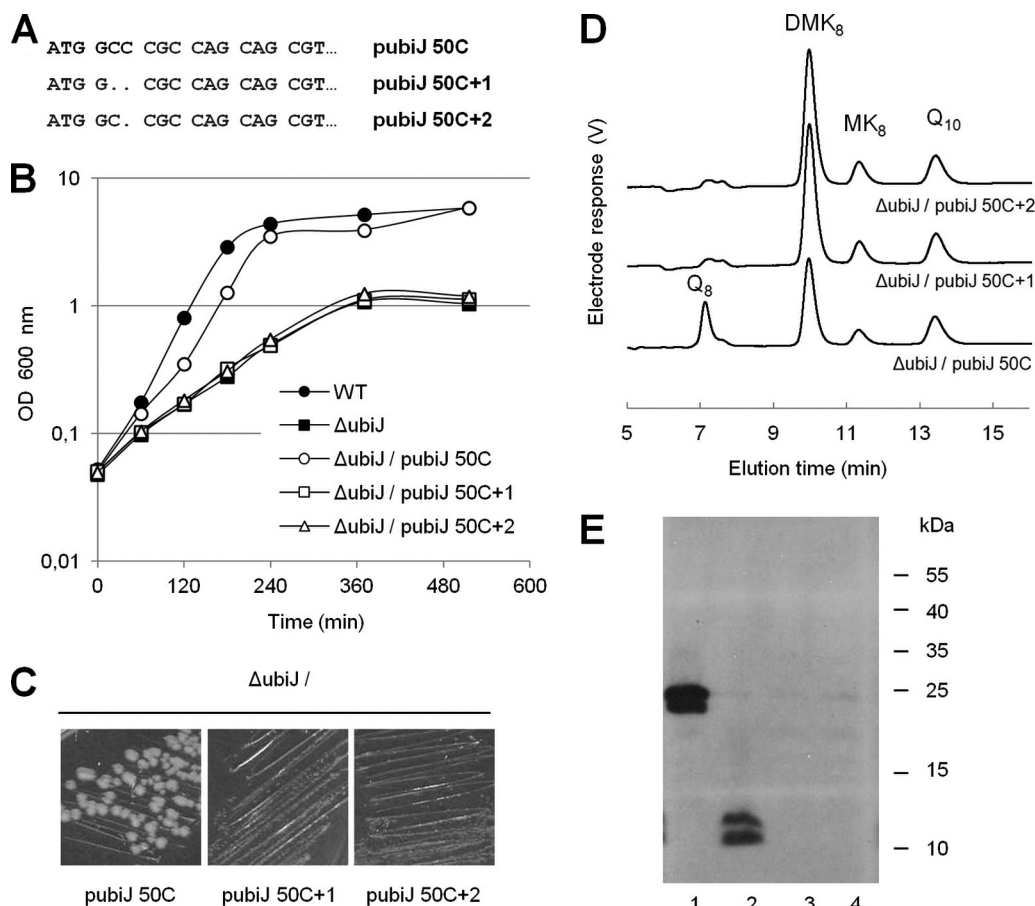 A
ATG GCC CGC CAG CAG CGT... pubiJ 50C
ATG G.. CGC CAG CAG CGT... pubiJ 50C+1
ATG GC. CGC CAG CAG CGT... pubiJ 50C+2
B
OD 600 nm
10
1
0,1
0,01
0 120 240 360 480 600
Time (min)
WT
ΔubiJ
ΔubiJ / pubiJ 50C
ΔubiJ / pubiJ 50C+1
ΔubiJ / pubiJ 50C+2
C
ΔubiJ /
pubiJ 50C pubiJ 50C+1 pubiJ 50C+2
D
Electrode response (V)
DMK₈
MK₈
Q₁₀
ΔubiJ / pubiJ 50C+2
ΔubiJ / pubiJ 50C+1
Q₈
ΔubiJ / pubiJ 50C
5 7 9 11 13 15
Elution time (min)
E
kDa
55
40
35
25
15
10
1 2 3 4